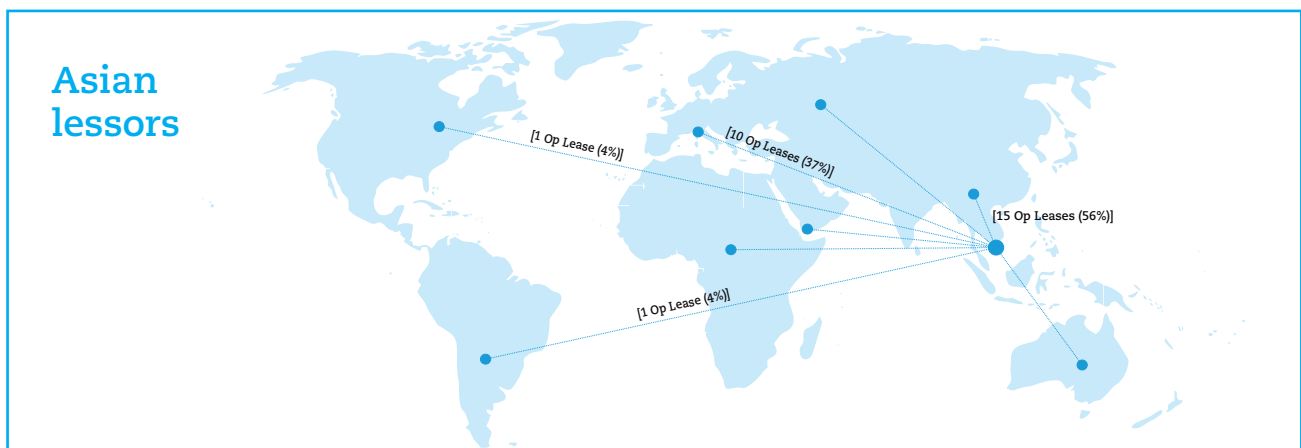 Asian
lessors
[1 Op Lease (4%)]
[10 Op Leases (37%)]
[15 Op Leases (56%)]
[1 Op Lease (4%)]